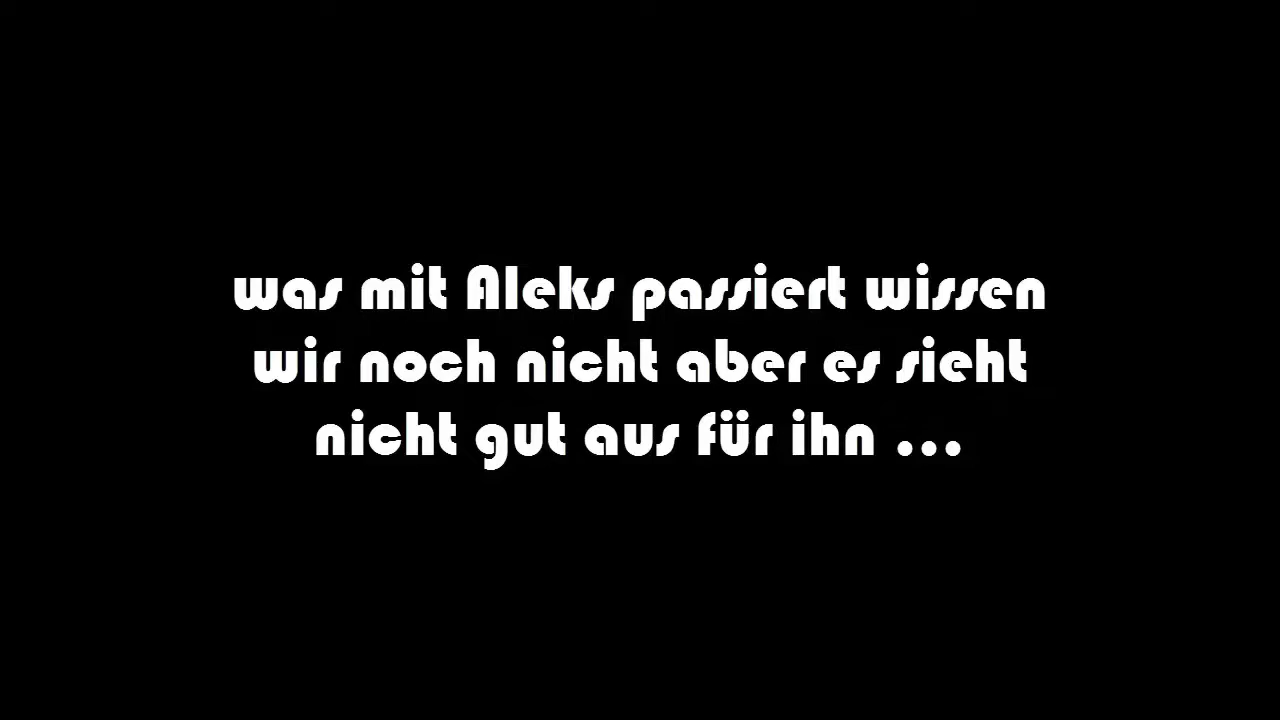 was mit Aleks passiert wissen
wir noch nicht aber es sieht
nicht gut aus für ihn ...